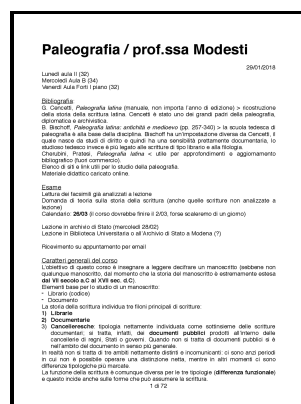 Paleografia / prof.ssa Modesti
29/01/2018
Lunedì aula II (32)
Mercoledì Aula B (34)
Venerdì Aula Forti I piano (32)
Bibliografia
G. Cencetti, Paleografia latina (manuale, non importa l'anno di edizione) > ricostruzione
della storia della scrittura latina. Cencetti è stato uno dei grandi padri della paleografia,
diplomatica e archivistica.
B. Bischoff, Paleografia latina: antichità e medioevo (pp. 257-340) > la scuola tedesca di
paleografia è alla base della disciplina. Bischoff ha un'impostazione diversa da Cencetti, il
quale nasce da studi di diritto e quindi ha una sensibilità prettamente documentaria, lo
studioso tedesco invece è più legato alle scritture di tipo librario e alla filologia.
Cherubini, Pratesi, Paleografia latina < utile per approfondimenti e aggiornamento
bibliografico (fuori commercio).
Elenco di siti e link utili per lo studio della paleografia.
Materiale didattico caricato online.
Esame
Lettura dei facsimili già analizzati a lezione
Domanda di teoria sulla storia della scrittura (anche quelle scritture non analizzate a
lezione)
Calendario: 26/03 (il corso dovrebbe finire il 2/03, forse scaleremo di un giorno)
Lezione in archivio di Stato (mercoledì 28/02)
Lezione in Biblioteca Universitaria o all'Archivio di Stato a Modena (?)
Ricevimento su appuntamento per email
Caratteri generali del corso
L'obiettivo di questo corso è insegnare a leggere decifrare un manoscritto (sebbene non
qualunque manoscritto, dal momento che la storia del manoscritto è estremamente estesa
dal VII secolo a.C al XVII sec. d.C).
Elementi base per lo studio di un manoscritto:
- Librario (codice)
- Documento
La storia della scrittura individua tre filoni principali di scritture:
1) Librarie
2) Documentarie
3) Cancelleresche: tipologia nettamente individuata come sottinsieme delle scritture
documentari, si tratta, infatti, dei documenti pubblici prodotti all'interno delle
cancellerie di regni, Stati o governi. Quando non si tratta di documenti pubblici si è
nell'ambito del documento in senso più generale.
In realtà non si tratta di tre ambiti nettamente distinti e incomunicati: ci sono anzi periodi
in cui non è possibile operare una distinzione netta, mentre in altri momenti ci sono
differenze tipologiche più marcate.
La funzione della scrittura è comunque diversa per le tre tipologie (differenza funzionale)
e questo incide anche sulle forme che può assumere la scrittura.
1 di 72